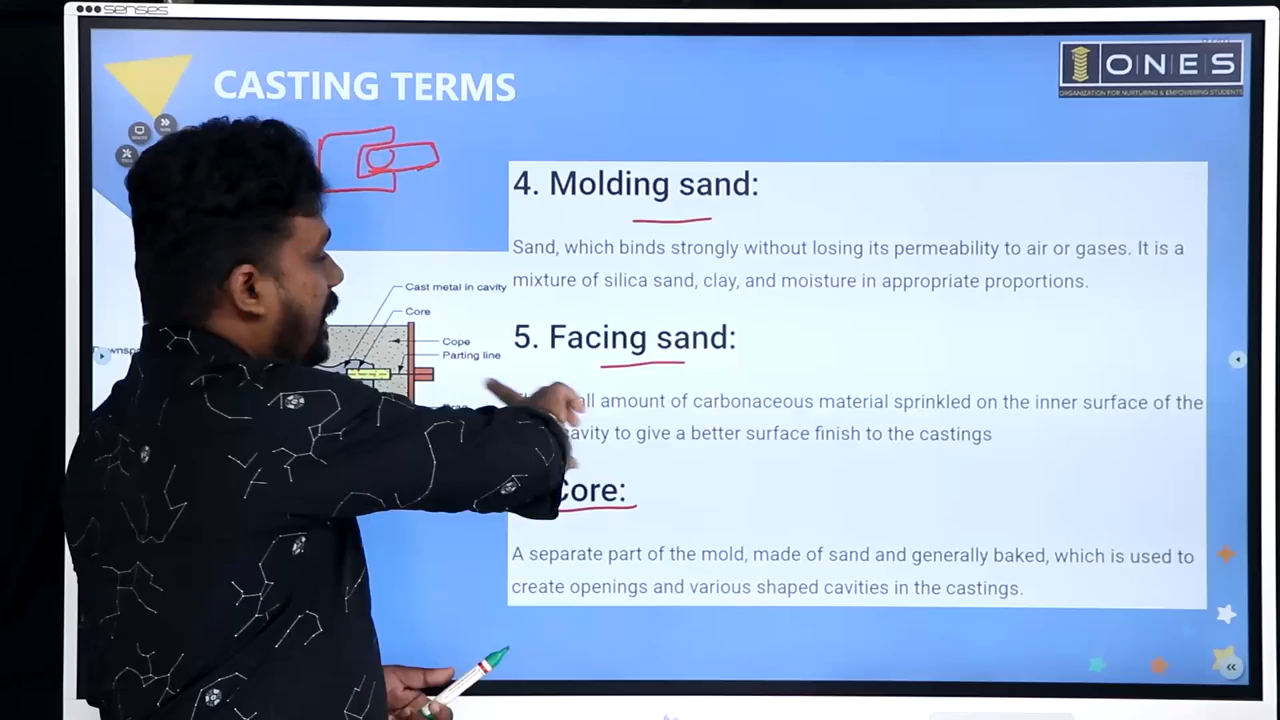 senses
CASTING TERMS
ONES
ORGANIZATION FOR NURTURING & EMPOWERING STUDENTS
4. Molding sand:
Sand, which binds strongly without losing its permeability to air or gases. It is a
mixture of silica sand, clay, and moisture in appropriate proportions.
Cast metal in cavity
Core
Cope
Parting line
5. Facing sand:
all amount of carbonaceous material sprinkled on the inner surface of the
cavity to give a better surface finish to the castings
Core:
A separate part of the mold, made of sand and generally baked, which is used to
create openings and various shaped cavities in the castings.